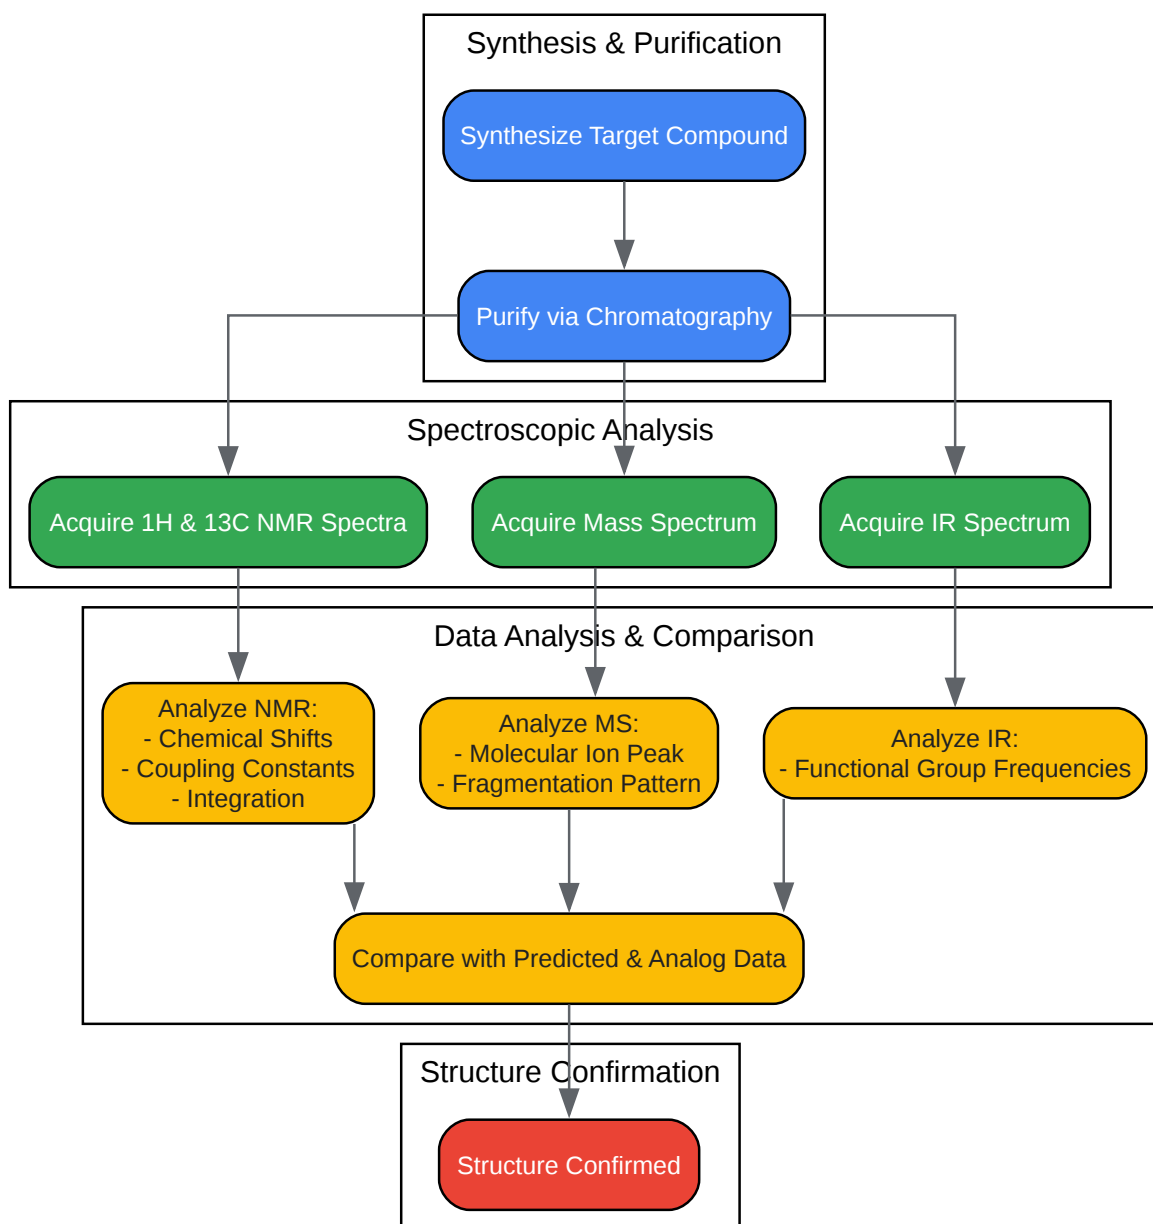 Synthesis & Purification
Synthesize Target Compound
Purify via Chromatography
Spectroscopic Analysis
Acquire 1H & 13C NMR Spectra
Acquire Mass Spectrum
Acquire IR Spectrum
Data Analysis & Comparison
Analyze NMR:
- Chemical Shifts
- Coupling Constants
- Integration
Analyze MS:
- Molecular Ion Peak
- Fragmentation Pattern
Analyze IR:
- Functional Group Frequencies
Compare with Predicted & Analog Data
Structure Confirmation
Structure Confirmed